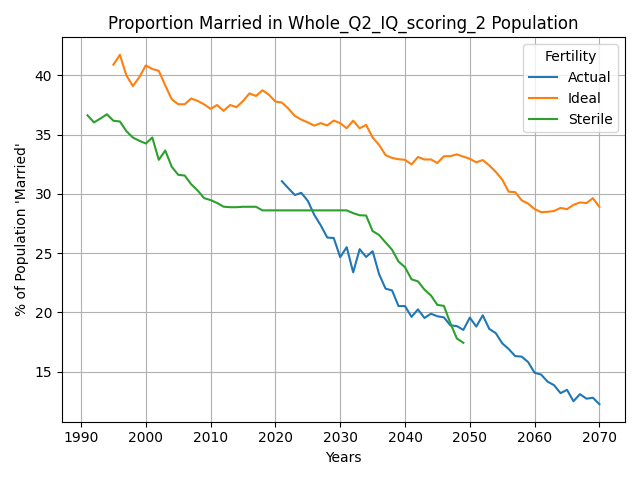 Proportion Married in Whole_Q2_IQ_scoring_2 Population
% of Population 'Married'
40
35
30
25
20
15
Fertility
Actual
Ideal
Sterile
1990 2000 2010 2020 2030 2040 2050 2060 2070
Years